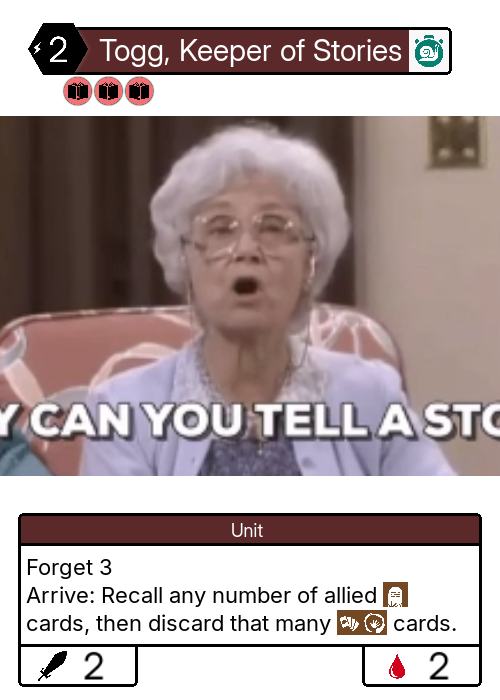 2 Togg, Keeper of Stories
Y CAN YOU TELL A STO
Unit
Forget 3
Arrive: Recall any number of allied
cards, then discard that many cards.
2 2